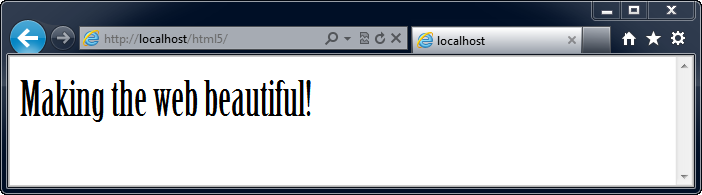 http://localhost/html5/
localhost
Making the web beautiful!